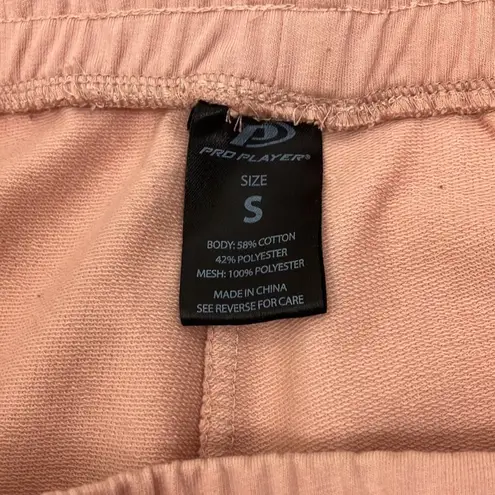 PRO PLAYER®
SIZE
S
BODY: 58% COTTON
42% POLYESTER
MESH: 100% POLYESTER
MADE IN CHINA
SEE REVERSE FOR CARE